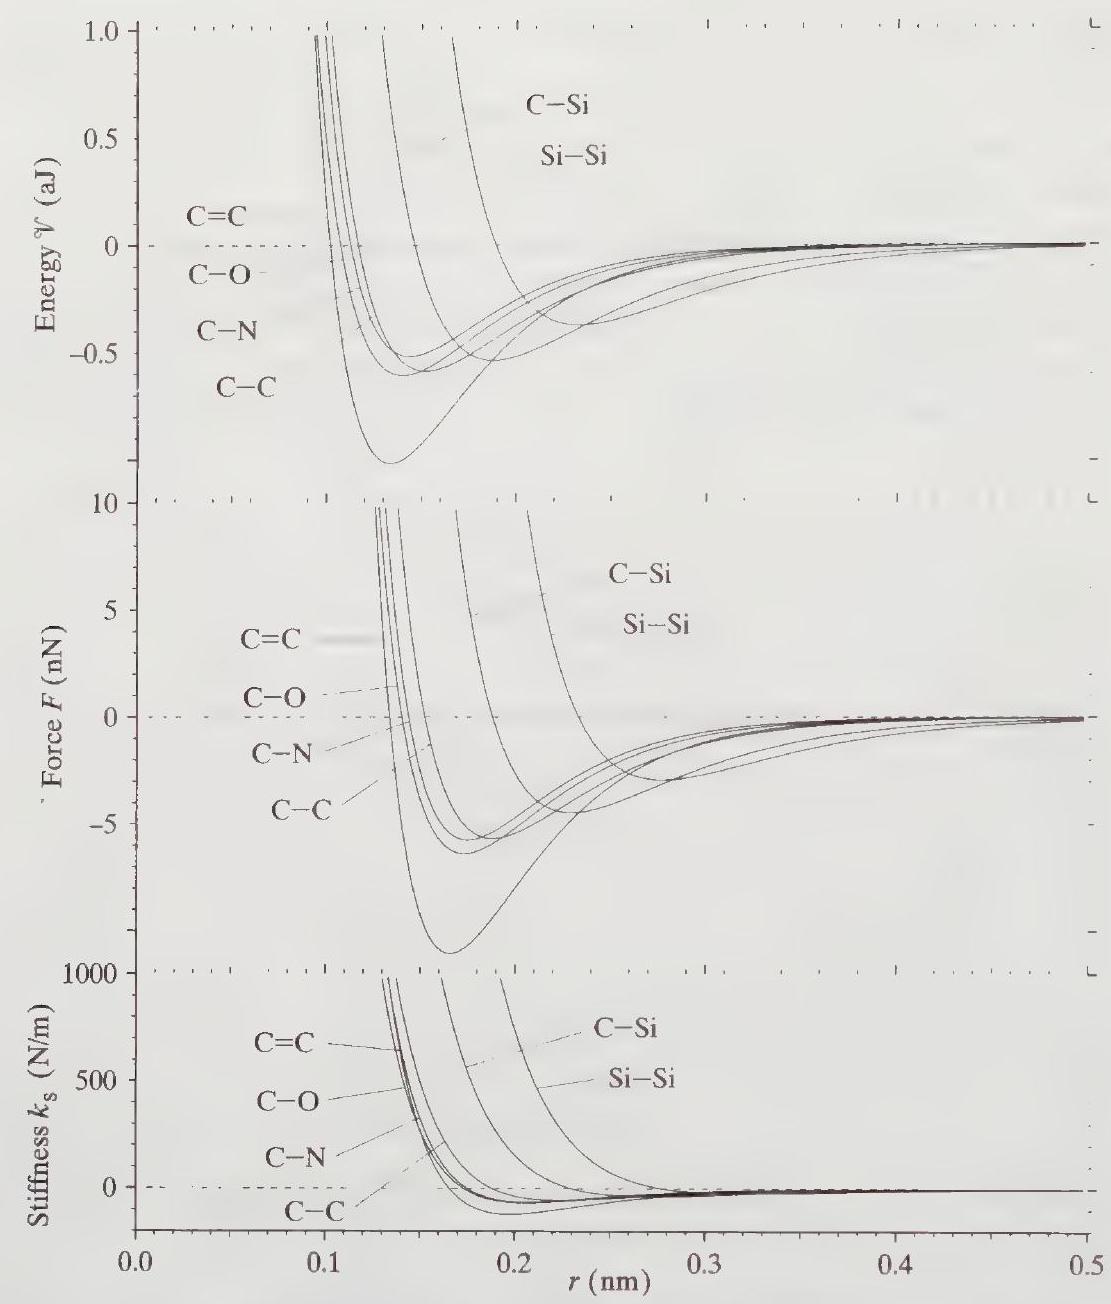 1.0
0.5
0
–0.5
Energy 𝒱 (aJ)
C–Si
Si–Si
C=C
C–O
C–N
C–C
10
5
0
–5
Force F (nN)
C–Si
Si–Si
C=C
C–O
C–N
C–C
1000
500
0
Stiffness kₛ (N/m)
C=C
C–O
C–N
C–C
C–Si
Si–Si
0.0 0.1 0.2 0.3 0.4 0.5
r (nm)